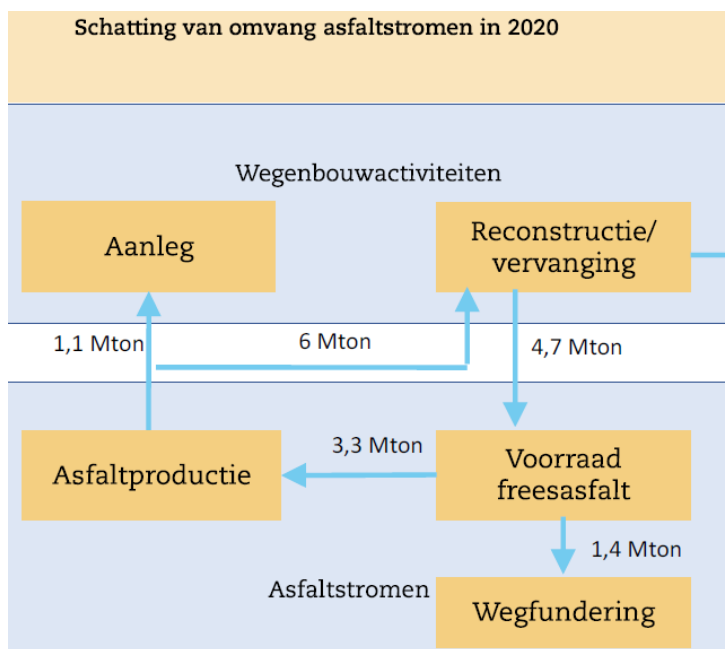 Schatting van omvang asfaltstromen in 2020
Wegenbouwactiviteiten
Aanleg
Reconstructie/
vervanging
1,1 Mton
6 Mton
4,7 Mton
Asfaltproductie
3,3 Mton
Voorraad
freesasfalt
1,4 Mton
Asfaltstromen
Wegfundering